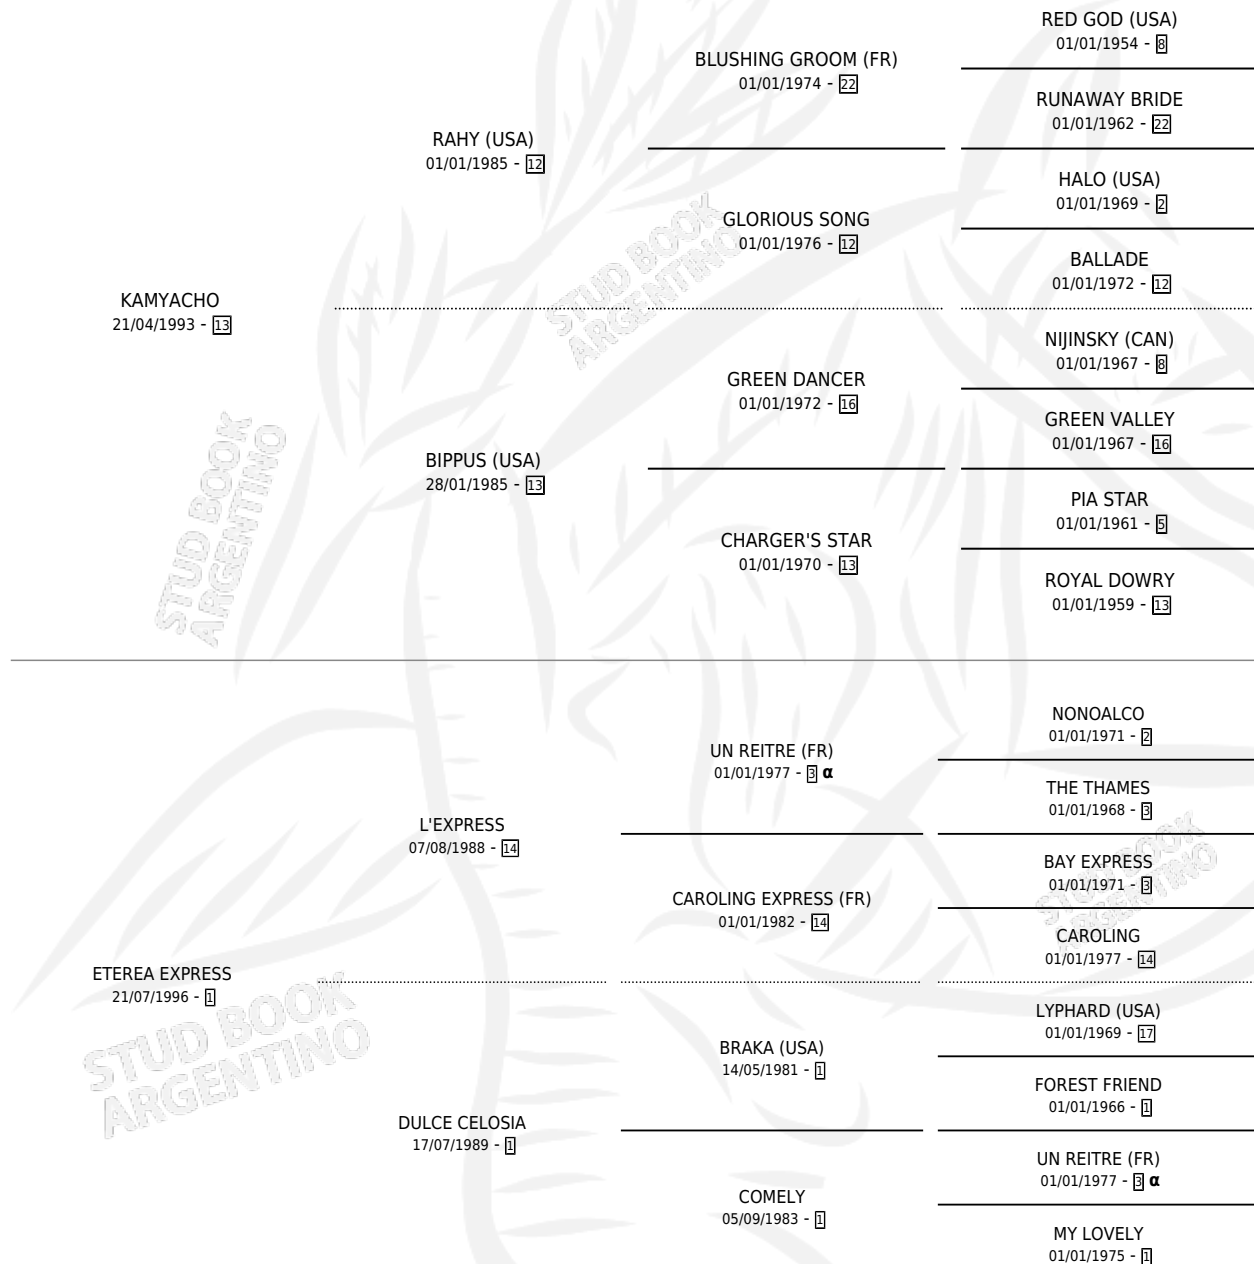 RED GOD (USA)
01/01/1954 - 8
BLUSHING GROOM (FR)
01/01/1974 - 22
RUNAWAY BRIDE
01/01/1962 - 22
RAHY (USA)
01/01/1985 - 12
HALO (USA)
01/01/1969 - 2
GLORIOUS SONG
01/01/1976 - 12
BALLADE
01/01/1972 - 12
KAMYACHO
21/04/1993 - 13
NIJINSKY (CAN)
01/01/1967 - 8
GREEN DANCER
01/01/1972 - 16
GREEN VALLEY
01/01/1967 - 16
BIPPUS (USA)
28/01/1985 - 13
PIA STAR
01/01/1961 - 5
CHARGER'S STAR
01/01/1970 - 13
ROYAL DOWRY
01/01/1959 - 13
NONOALCO
01/01/1971 - 2
UN REITRE (FR)
01/01/1977 - 3 α
THE THAMES
01/01/1968 - 3
L'EXPRESS
07/08/1988 - 14
BAY EXPRESS
01/01/1971 - 3
CAROLING EXPRESS (FR)
01/01/1982 - 14
CAROLING
01/01/1977 - 14
ETEREA EXPRESS
21/07/1996 - 1
LYPHARD (USA)
01/01/1969 - 17
BRAKA (USA)
14/05/1981 - 1
FOREST FRIEND
01/01/1966 - 1
DULCE CELOSIA
17/07/1989 - 1
UN REITRE (FR)
01/01/1977 - 3 α
COMELY
05/09/1983 - 1
MY LOVELY
01/01/1975 - 1
STUD BOOK
ARGENTINO
STUD BOOK
ARGENTINO
STUD BOOK
ARGENTINO
STUD BOOK
ARGENTINO